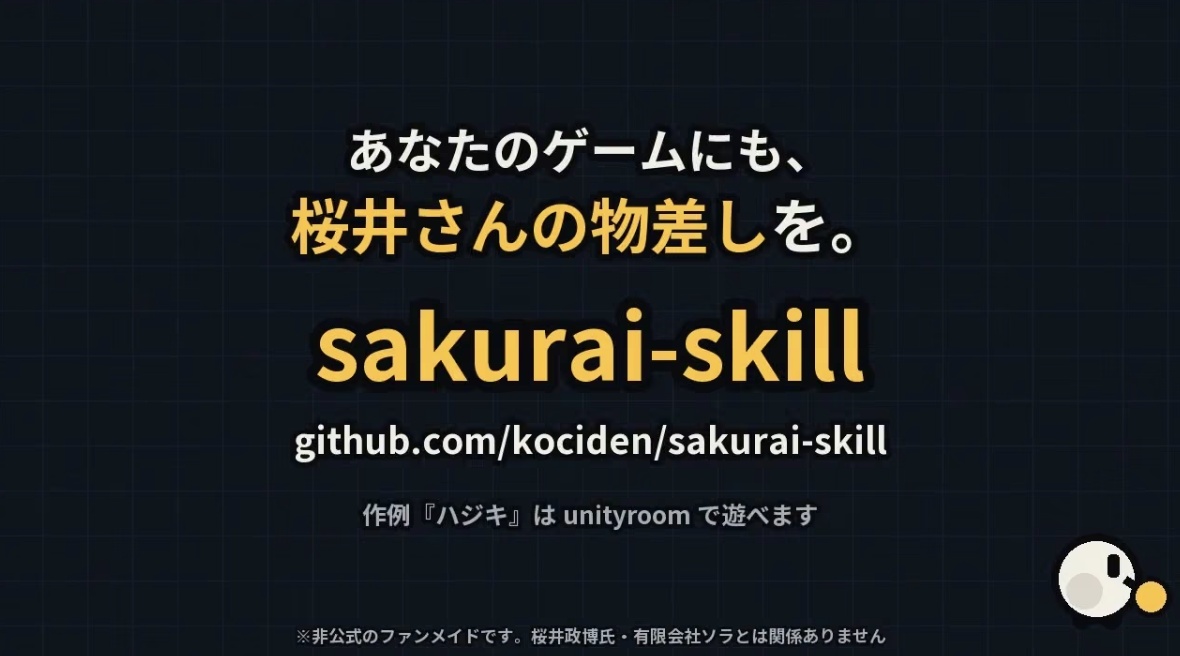 あなたのゲームにも、
桜井さんの物差しを。
sakurai-skill
github.com/kociden/sakurai-skill
作例『ハジキ』は unityroom で遊べます
※非公式のファンメイドです。桜井政博氏・有限会社ソラとは関係ありません